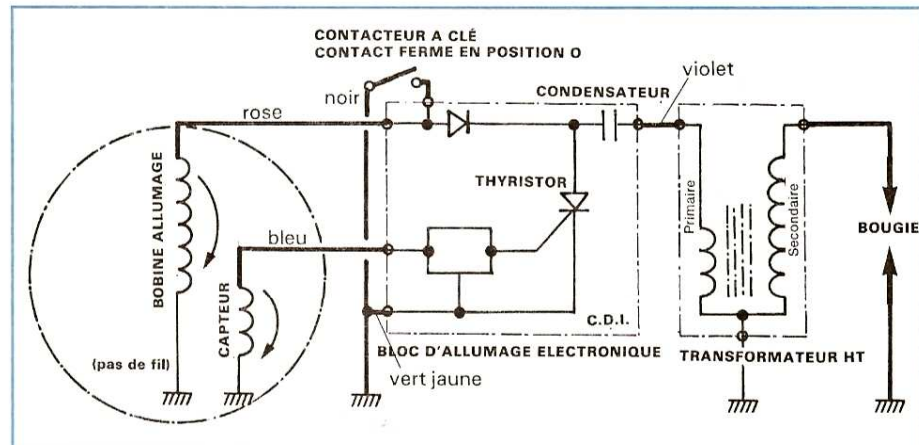 CONTACTEUR A CLÉ
CONTACT FERME EN POSITION O
violet
noir
CONDENSATEUR
rose
THYRISTOR
BOBINE ALLUMAGE
Primaire
Secondaire
bleu
BOUGIE
CAPTEUR
(pas de fil)
C.D.I.
BLOC D'ALLUMAGE ELECTRONIQUE
TRANSFORMATEUR HT
vert jaune